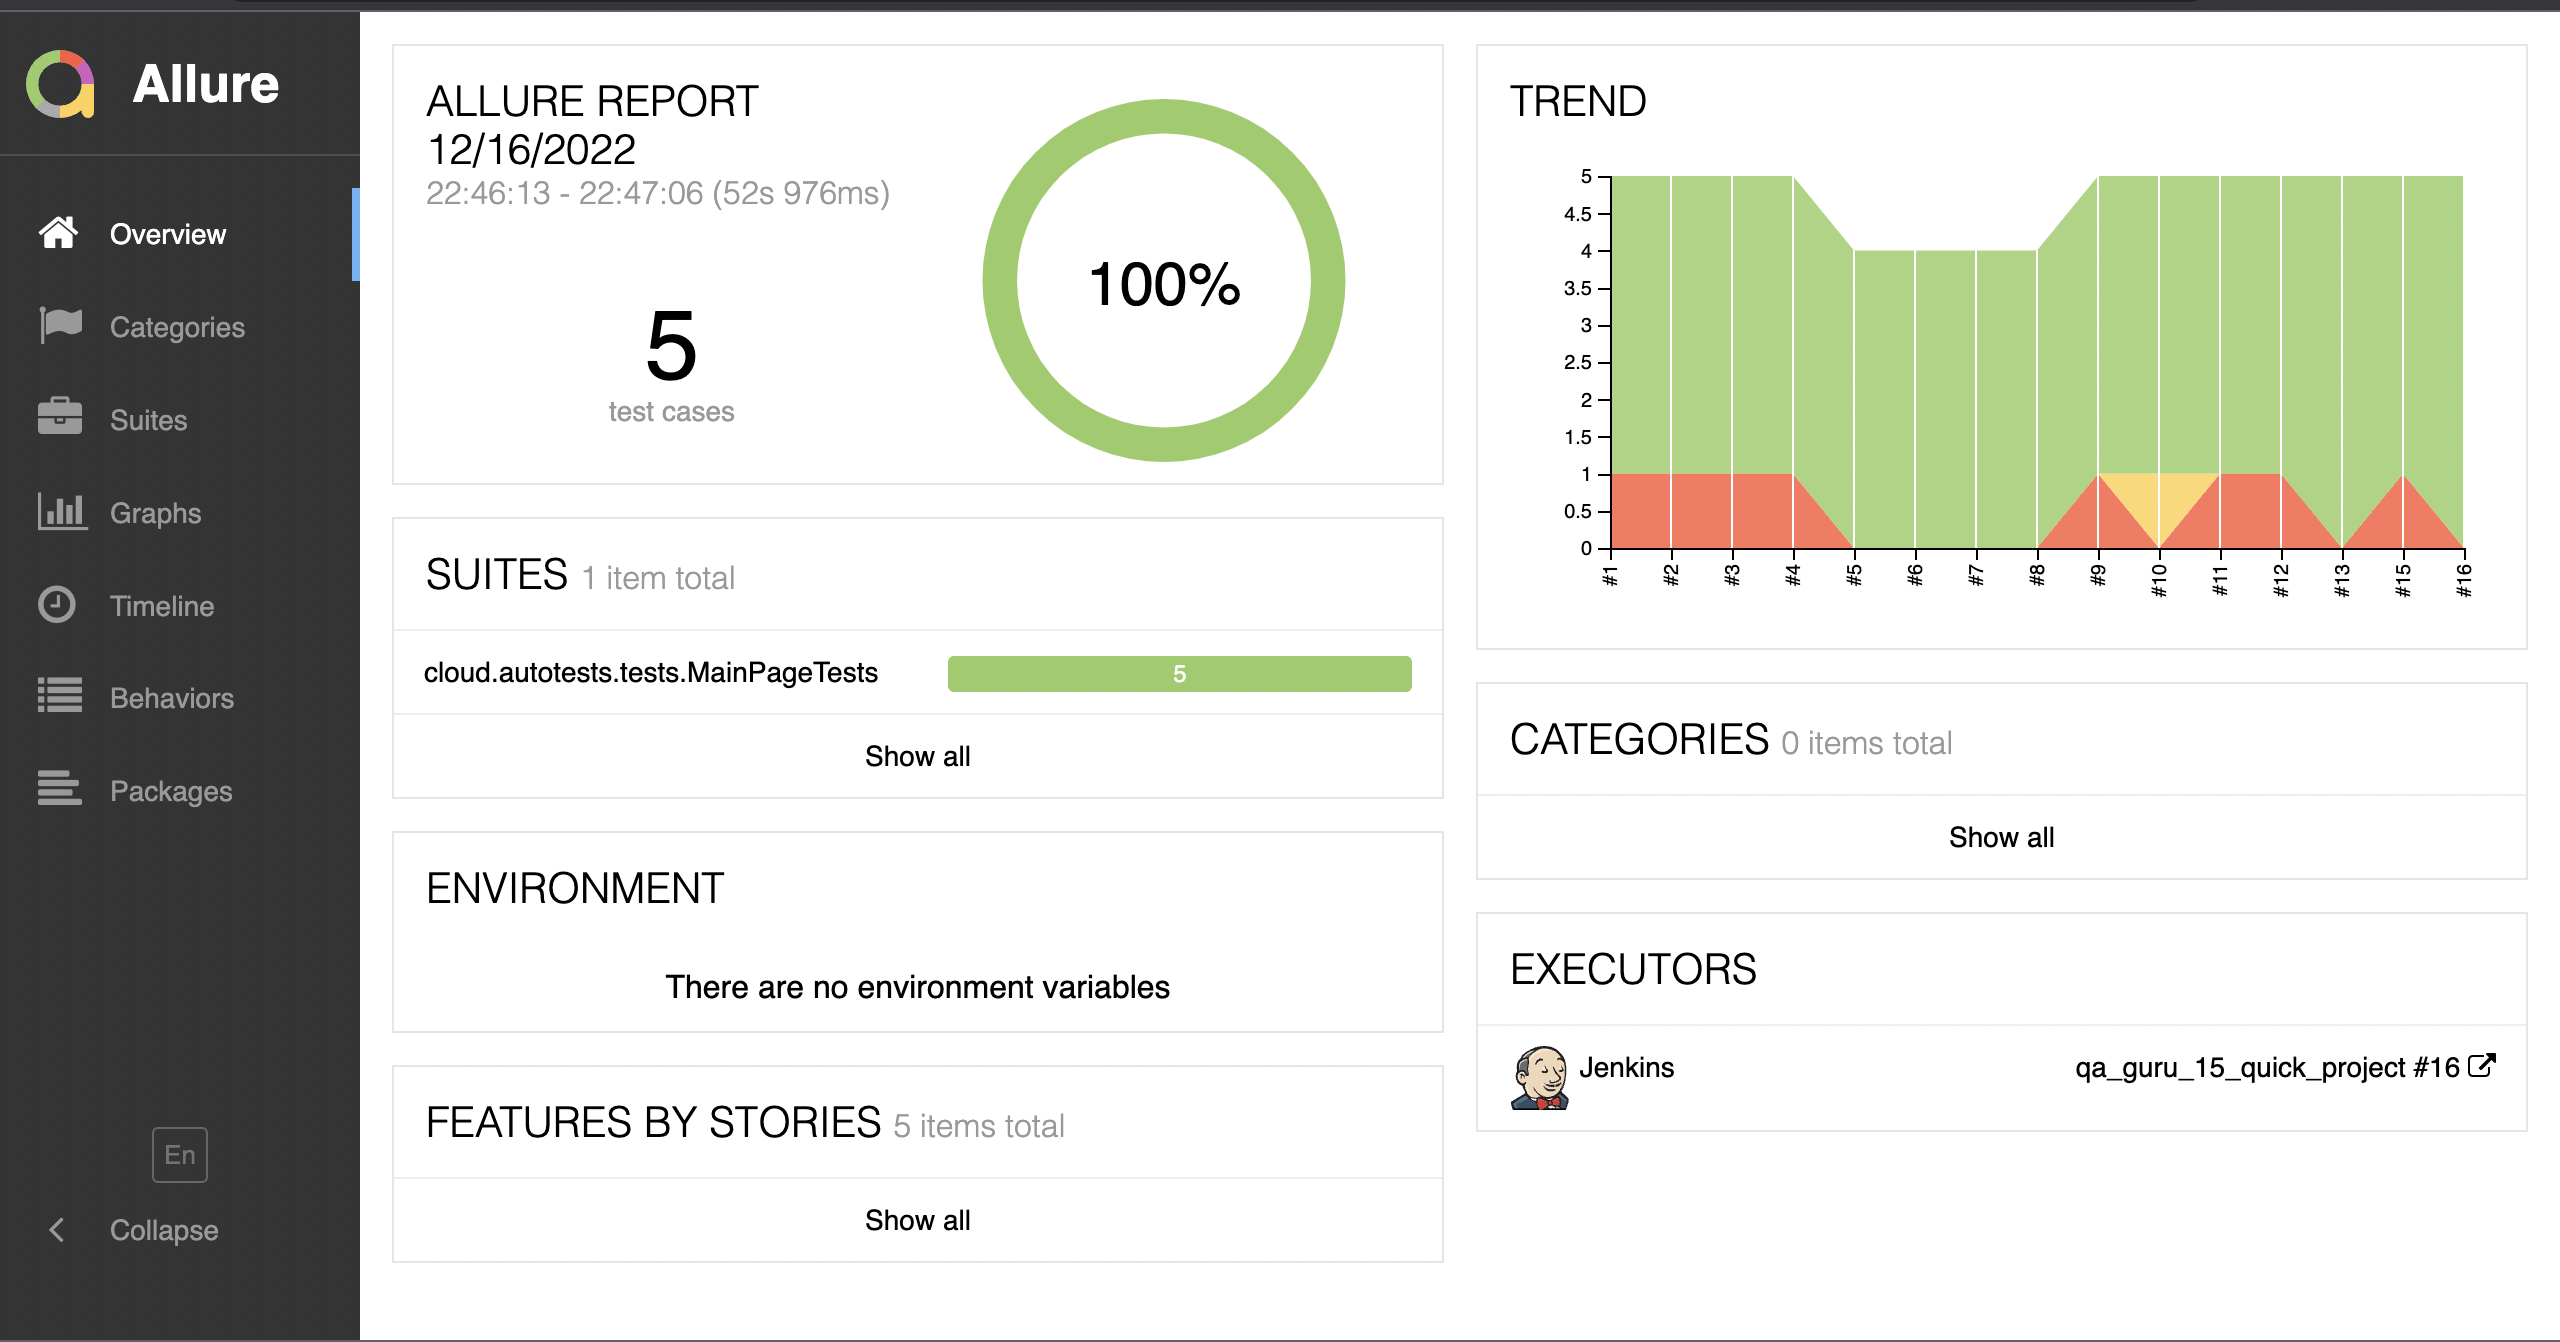 Allure
Overview
Categories
Suites
Graphs
Timeline
Behaviors
Packages
En
Collapse
ALLURE REPORT
12/16/2022
22:46:13 - 22:47:06 (52s 976ms)
5
test cases
100%
SUITES 1 item total
cloud.autotests.tests.MainPageTests 5
Show all
ENVIRONMENT
There are no environment variables
FEATURES BY STORIES 5 items total
Show all
TREND
5
4.5
4
3.5
3
2.5
2
1.5
1
0.5
0
#1 #2 #3 #4 #5 #6 #7 #8 #9 #10 #11 #12 #13 #15 #16
CATEGORIES 0 items total
Show all
EXECUTORS
Jenkins qa_guru_15_quick_project #16